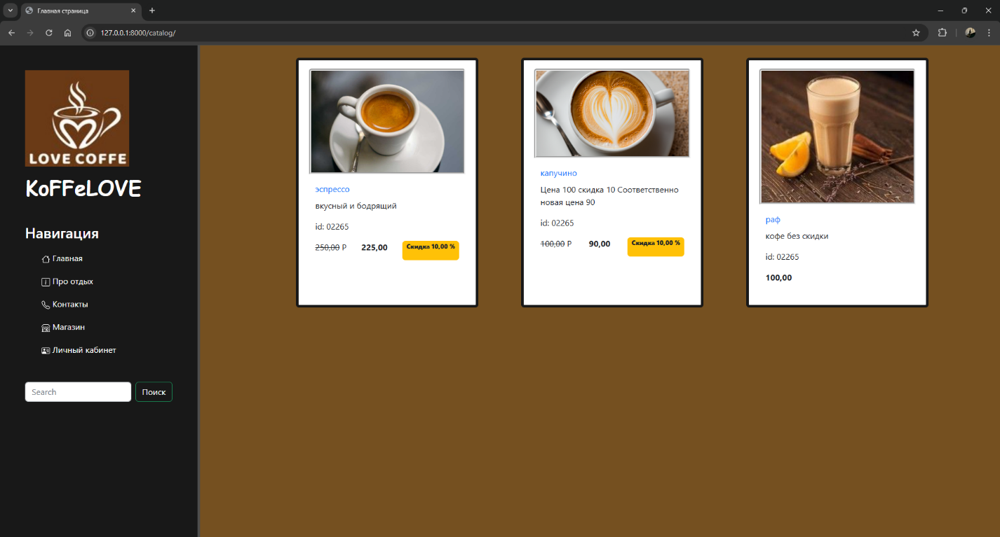 Главная страница
127.0.0.1:8000/catalog/
LOVE COFFE
KoFFeLOVE
Навигация
Главная
Про отдых
Контакты
Магазин
Личный кабинет
Search
Поиск
эспрессо
вкусный и бодрящий
id: 02265
250,00 Р 225,00 Скидка 10,00 %
капучино
Цена 100 скидка 10 Соответственно
новая цена 90
id: 02265
100,00 Р 90,00 Скидка 10,00 %
раф
кофе без скидки
id: 02265
100,00